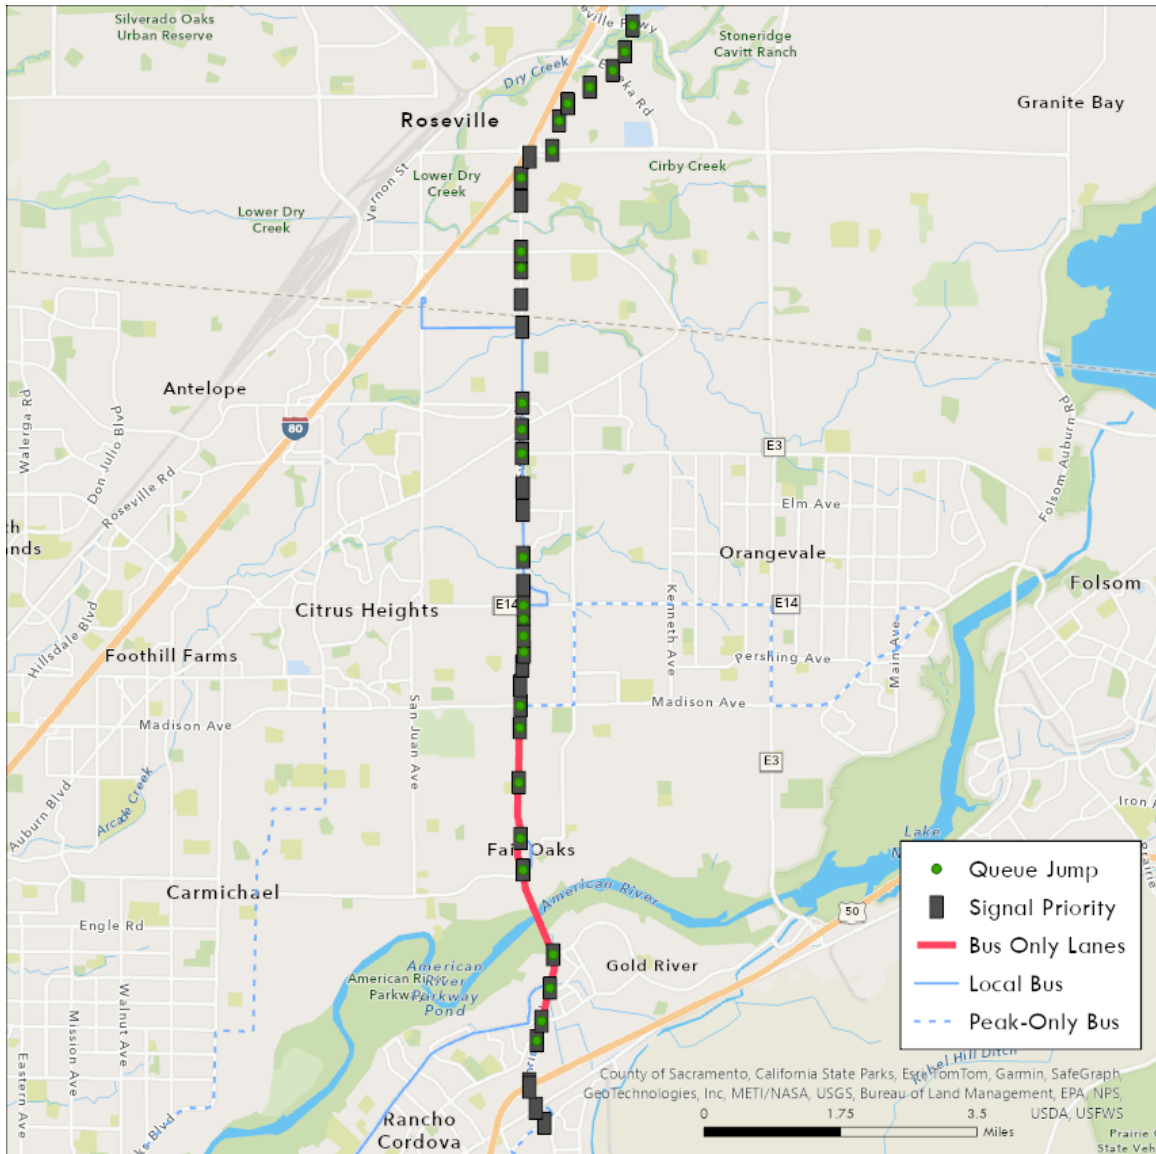 Silverado Oaks
Urban Reserve
Stoneridge
Cavitt Ranch
Dry Creek
Granite Bay
Roseville
Vernon St
Lower Dry
Creek
Cirby Creek
Lower Dry
Creek
Antelope
80
Walerga Rd
Don Julio Blvd
Roseville Rd
E3
Folsom Auburn Rd
Elm Ave
Orangevale
Folsom
E14
E14
Citrus Heights
Kenneth Ave
Hillsdale Blvd
Foothill Farms
Pershing Ave
Main Ave
San Juan Ave
Madison Ave
Madison Ave
E3
Auburn Blvd
Arcade Creek
Lake
Oaks
Carmichael
American River
50
Engle Rd
Gold River
American River
Parkway
American
River
Parkway
Pond
Walnut Ave
Mission Ave
Eastern Ave
Rancho
Cordova
Queue Jump
Signal Priority
Bus Only Lanes
Local Bus
Peak-Only Bus
County of Sacramento, California State Parks, Esri, TomTom, Garmin, SafeGraph,
GeoTechnologies, Inc, METI/NASA, USGS, Bureau of Land Management, EPA, NPS,
USDA, USFWS
0 1.75 3.5
Miles
Prairie
State Veh